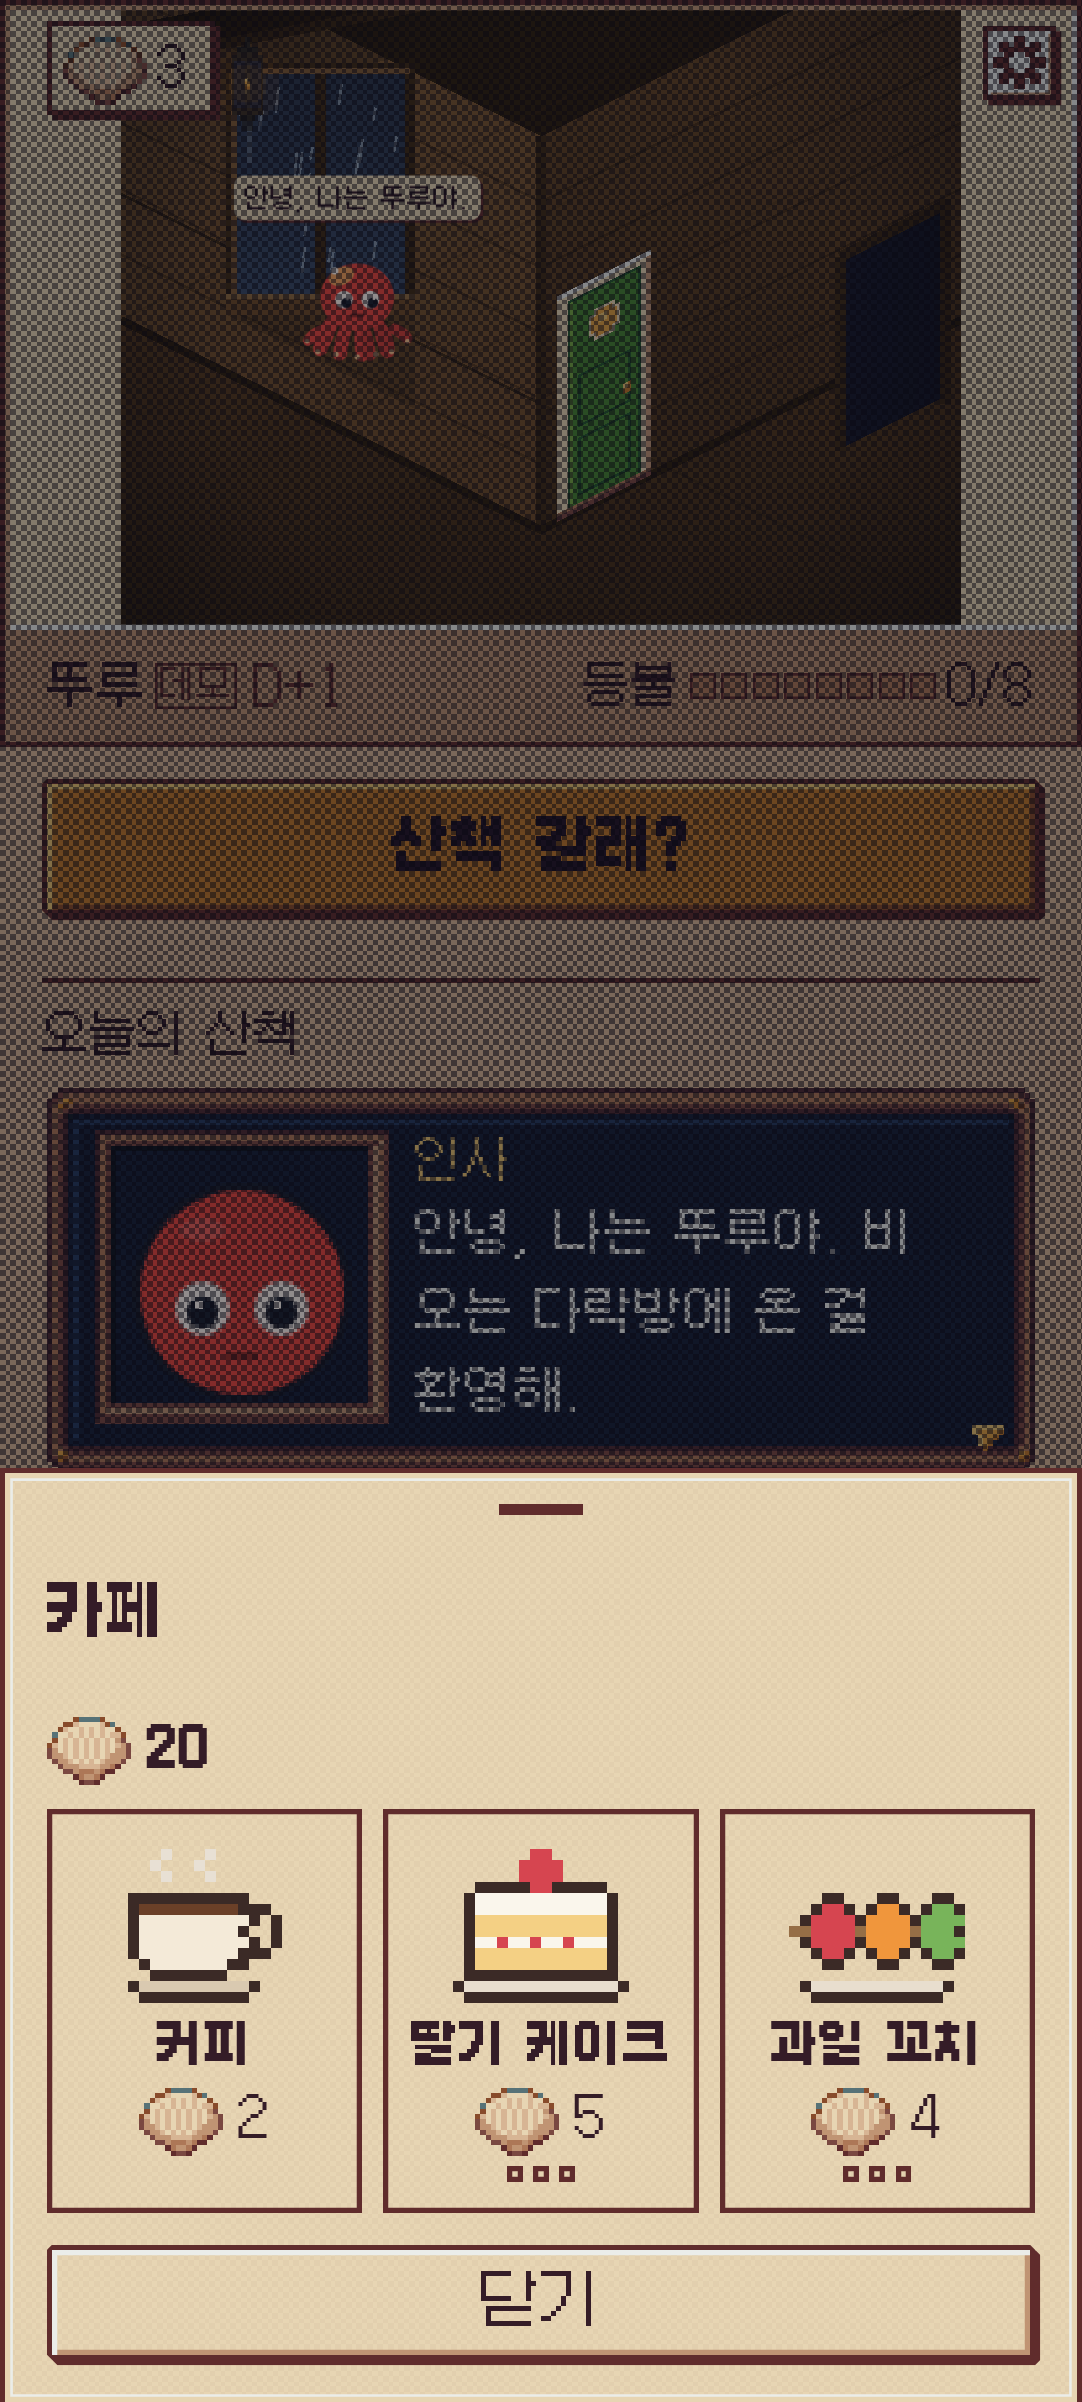 3
안녕, 나는 뚜루야.
뚜루 데모 D+1 등불 0/8
산책 갈래?
오늘의 산책
인사
안녕, 나는 뚜루야. 비
오는 다락방에 온 걸
환영해.
카페
20
커피 딸기 케이크 과일 꼬치
2 5 4
닫기